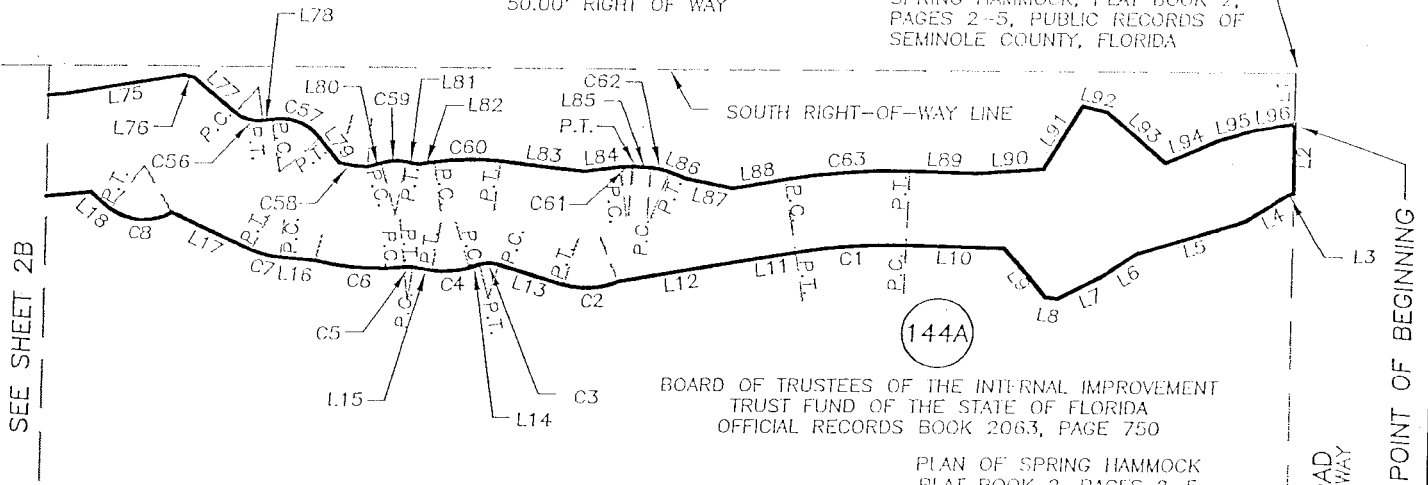 L78
50.00' RIGHT OF WAY
SPRING HAMMOCK, PLAT BOOK 2,
PAGES 2-5, PUBLIC RECORDS OF
SEMINOLE COUNTY, FLORIDA
L75
L76
L77
P.C.
C56
P.T.
P.C.
C57
P.T.
L79
L80
C58
C59
P.C.
P.T.
L81
L82
P.C.
C60
P.T.
L83
L84
C62
L85
P.T.
C61
P.C.
P.C.
P.T.
L86
L87
L88
SOUTH RIGHT-OF-WAY LINE
P.C.
C63
P.T.
L89
L90
L91
L92
L93
L94
L95
L96
L2
L3
L4
L5
L6
L7
L8
L9
L10
P.C.
C1
P.T.
L11
L12
C2
P.T.
L13
P.C.
C3
P.T.
L14
P.C.
C4
P.T.
L15
P.C.
C5
P.T.
P.C.
C6
P.C.
L16
P.T.
C7
L17
C8
P.T.
L18
SEE SHEET 2B
144A
BOARD OF TRUSTEES OF THE INTERNAL IMPROVEMENT
TRUST FUND OF THE STATE OF FLORIDA
OFFICIAL RECORDS BOOK 2063, PAGE 750
PLAN OF SPRING HAMMOCK
PLAT BOOK 2, PAGES 2-5
POINT OF BEGINNING